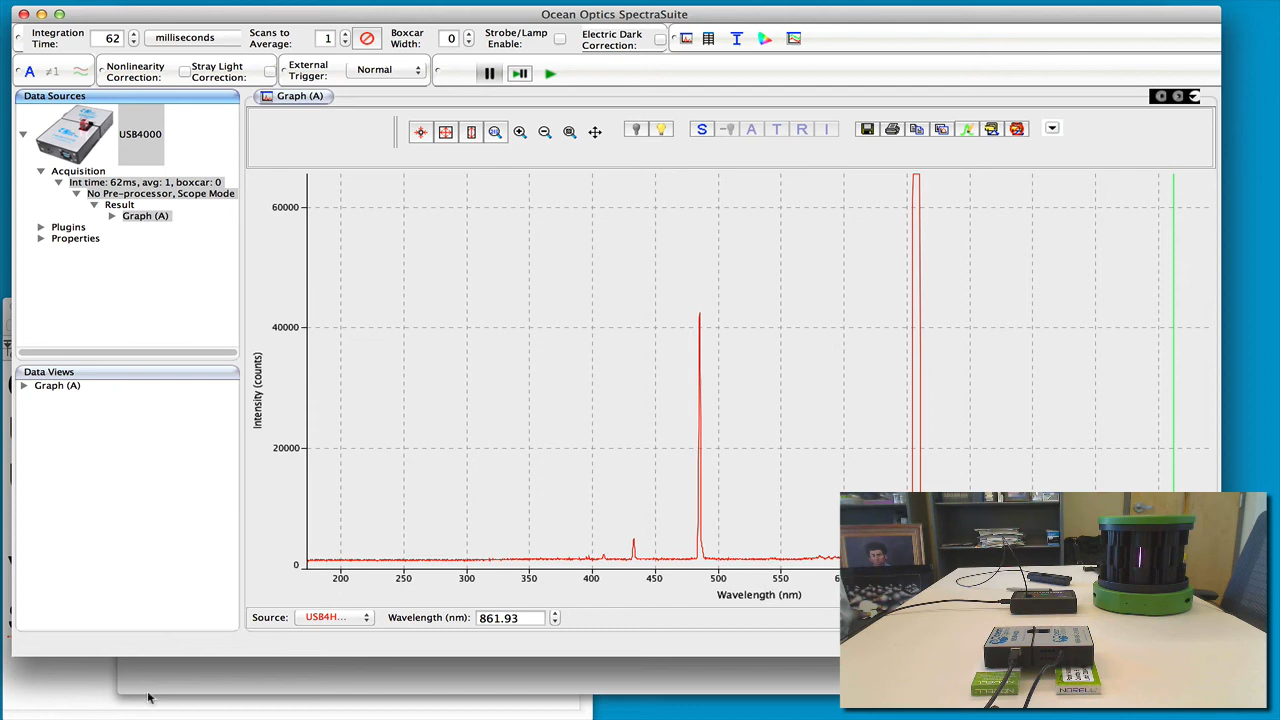 Ocean Optics SpectraSuite
Integration Time: 62 milliseconds
Scans to Average: 1
Boxcar Width: 0
Strobe/Lamp Enable:
Electric Dark Correction:
A ≠1
Nonlinearity Correction:
Stray Light Correction:
External Trigger: Normal
Data Sources
USB4000
Acquisition
Int time: 62ms, avg: 1, boxcar: 0
No Pre-processor, Scope Mode
Result
Graph (A)
Plugins
Properties
Data Views
Graph (A)
Graph (A)
S A T R I
60000
40000
20000
0
Intensity (counts)
200 250 300 350 400 450 500 550
Wavelength (nm)
Source: USB4H... Wavelength (nm): 861.93
NORELL